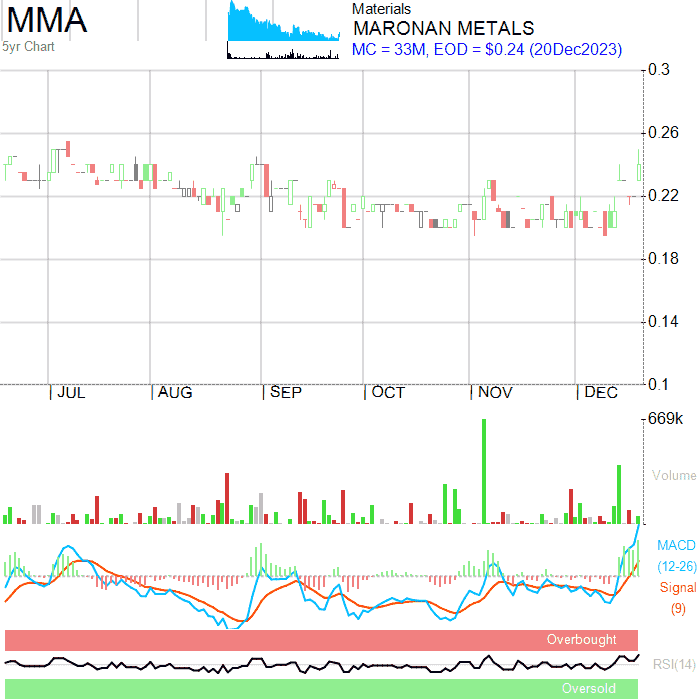 MMA
5yr Chart
Materials
MARONAN METALS
MC = 33M, EOD = $0.24 (20Dec2023)
0.3
0.26
0.22
0.18
0.14
0.1
JUL AUG SEP OCT NOV DEC
669k
Volume
MACD
(12-26)
Signal
(9)
Overbought
RSI(14)
Oversold